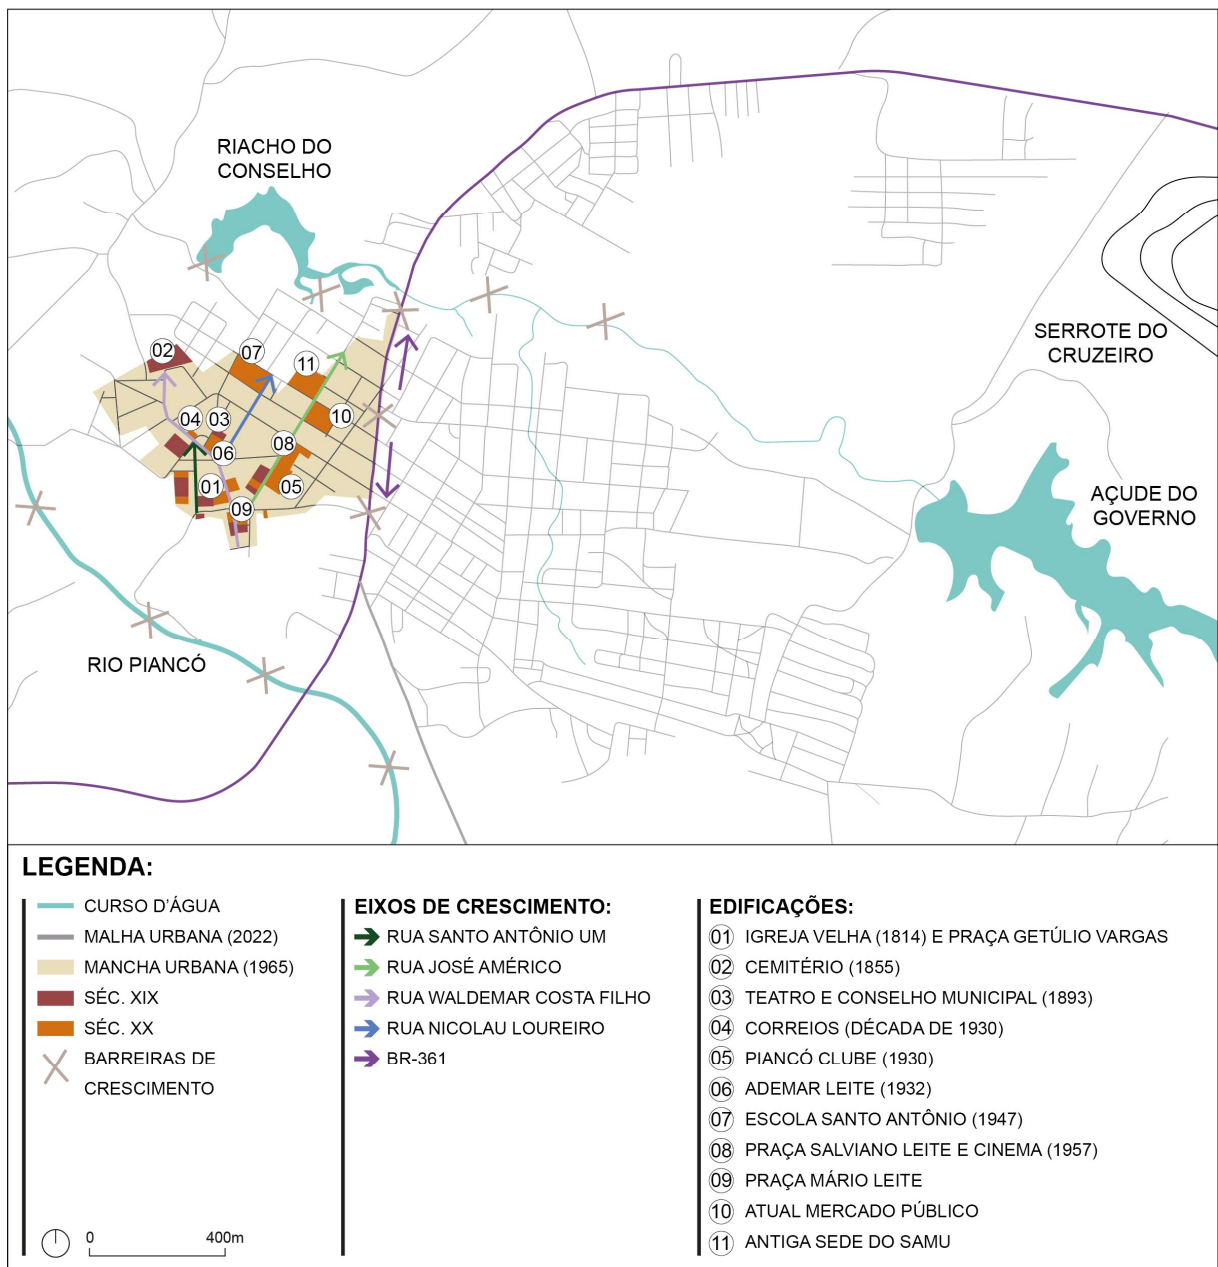 RIACHO DO
CONSELHO
SERROTE DO
CRUZEIRO
AÇUDE DO
GOVERNO
RIO PIANCÓ
02
07
11
04
03
10
06
08
01
05
09
LEGENDA:
CURSO D'ÁGUA
MALHA URBANA (2022)
MANCHA URBANA (1965)
SÉC. XIX
SÉC. XX
BARREIRAS DE
CRESCIMENTO
0 400m
EIXOS DE CRESCIMENTO:
RUA SANTO ANTÔNIO UM
RUA JOSÉ AMÉRICO
RUA WALDEMAR COSTA FILHO
RUA NICOLAU LOUREIRO
BR-361
EDIFICAÇÕES:
01 IGREJA VELHA (1814) E PRAÇA GETÚLIO VARGAS
02 CEMITÉRIO (1855)
03 TEATRO E CONSELHO MUNICIPAL (1893)
04 CORREIOS (DÉCADA DE 1930)
05 PIANCÓ CLUBE (1930)
06 ADEMAR LEITE (1932)
07 ESCOLA SANTO ANTÔNIO (1947)
08 PRAÇA SALVIANO LEITE E CINEMA (1957)
09 PRAÇA MÁRIO LEITE
10 ATUAL MERCADO PÚBLICO
11 ANTIGA SEDE DO SAMU